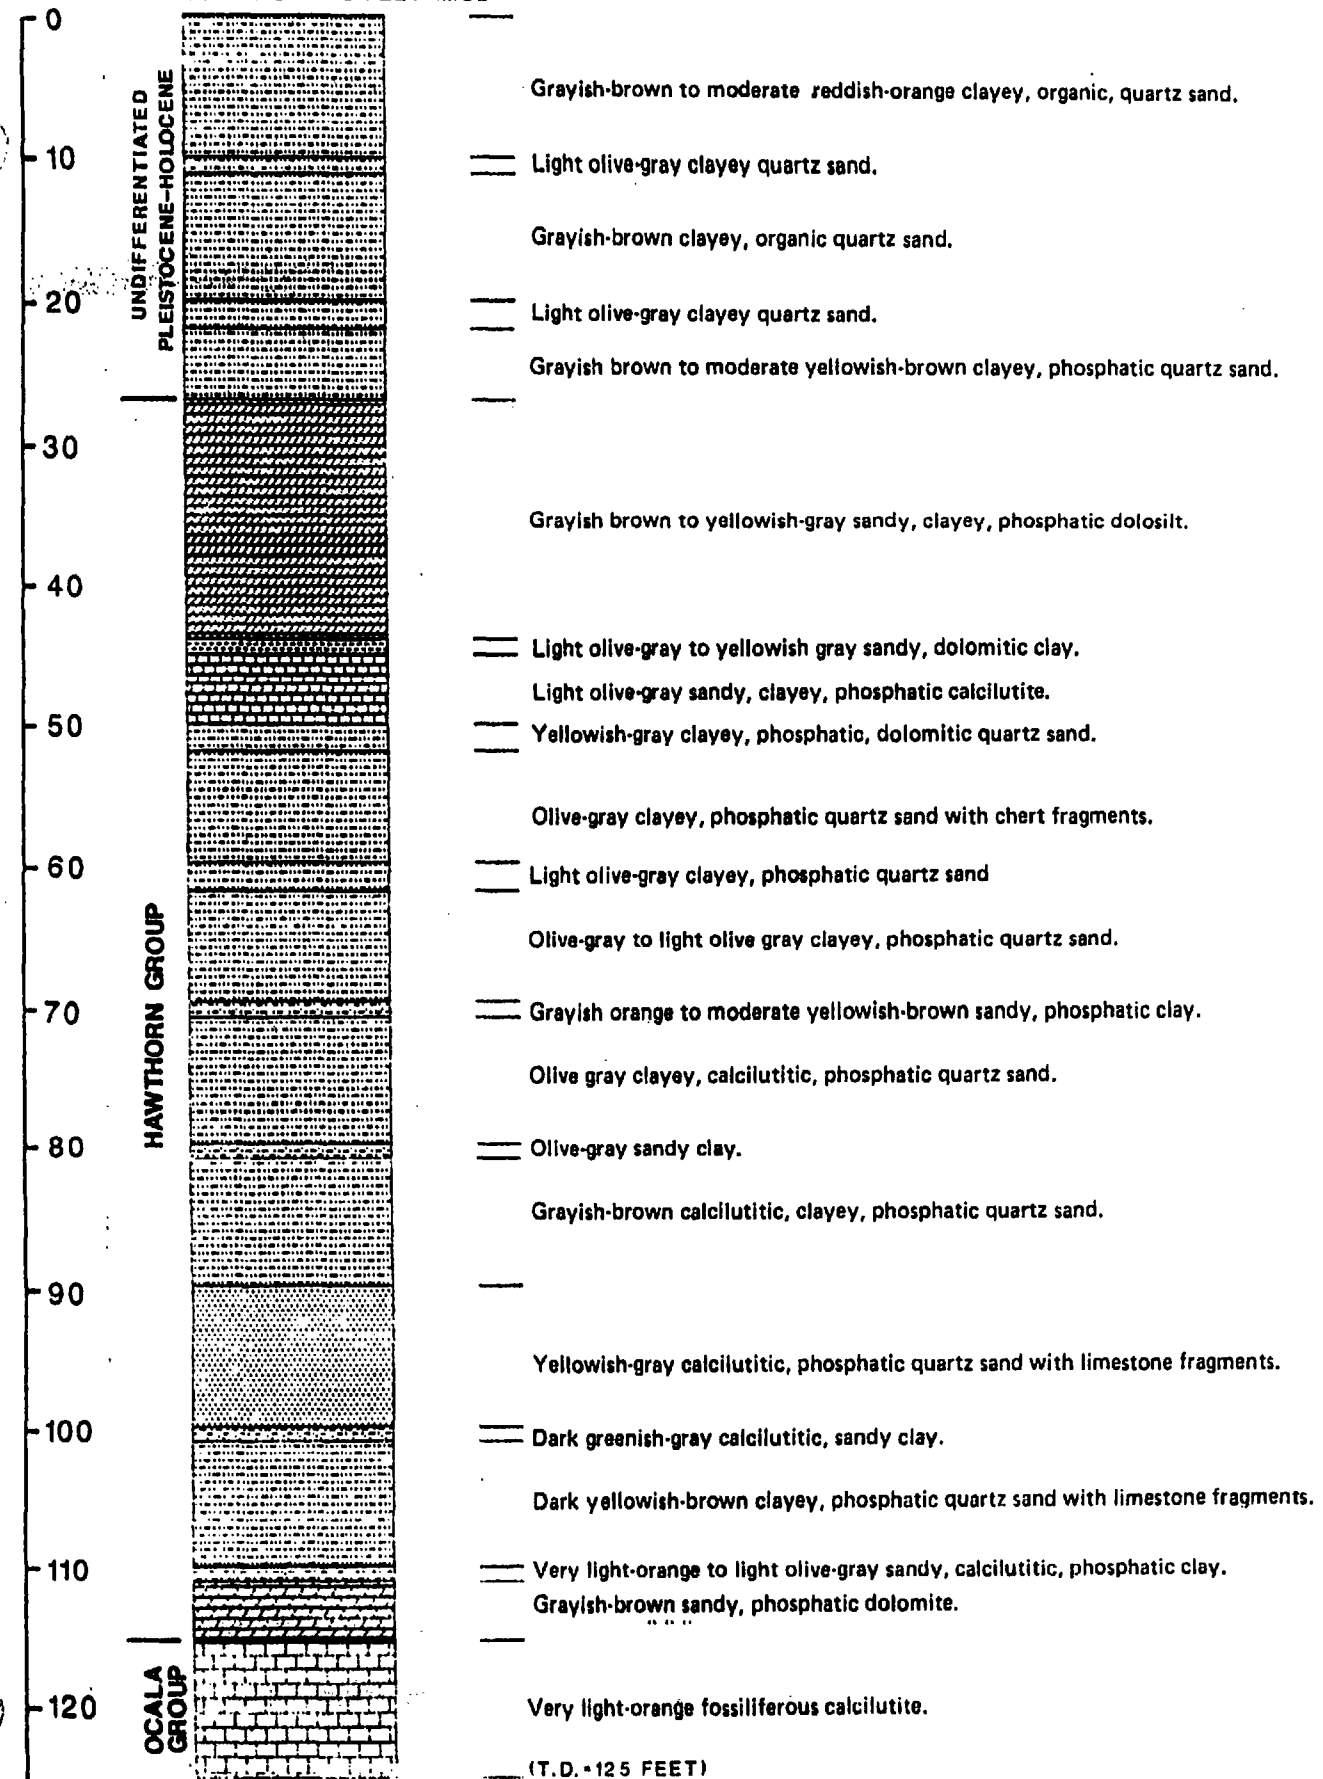 0
Grayish-brown to moderate reddish-orange clayey, organic, quartz sand.
UNDIFFERENTIATED
PLEISTOCENE-HOLOCENE
10
Light olive-gray clayey quartz sand.
Grayish-brown clayey, organic quartz sand.
20
Light olive-gray clayey quartz sand.
Grayish brown to moderate yellowish-brown clayey, phosphatic quartz sand.
30
Grayish brown to yellowish-gray sandy, clayey, phosphatic dolosilt.
40
Light olive-gray to yellowish gray sandy, dolomitic clay.
Light olive-gray sandy, clayey, phosphatic calcilutite.
50
Yellowish-gray clayey, phosphatic, dolomitic quartz sand.
Olive-gray clayey, phosphatic quartz sand with chert fragments.
60
Light olive-gray clayey, phosphatic quartz sand
HAWTHORN GROUP
Olive-gray to light olive gray clayey, phosphatic quartz sand.
70
Grayish orange to moderate yellowish-brown sandy, phosphatic clay.
Olive gray clayey, calcilutitic, phosphatic quartz sand.
80
Olive-gray sandy clay.
Grayish-brown calcilutitic, clayey, phosphatic quartz sand.
90
Yellowish-gray calcilutitic, phosphatic quartz sand with limestone fragments.
100
Dark greenish-gray calcilutitic, sandy clay.
Dark yellowish-brown clayey, phosphatic quartz sand with limestone fragments.
110
Very light-orange to light olive-gray sandy, calcilutitic, phosphatic clay.
Grayish-brown sandy, phosphatic dolomite.
OCALA
GROUP
120
Very light-orange fossiliferous calcilutite.
(T.D. = 125 FEET)